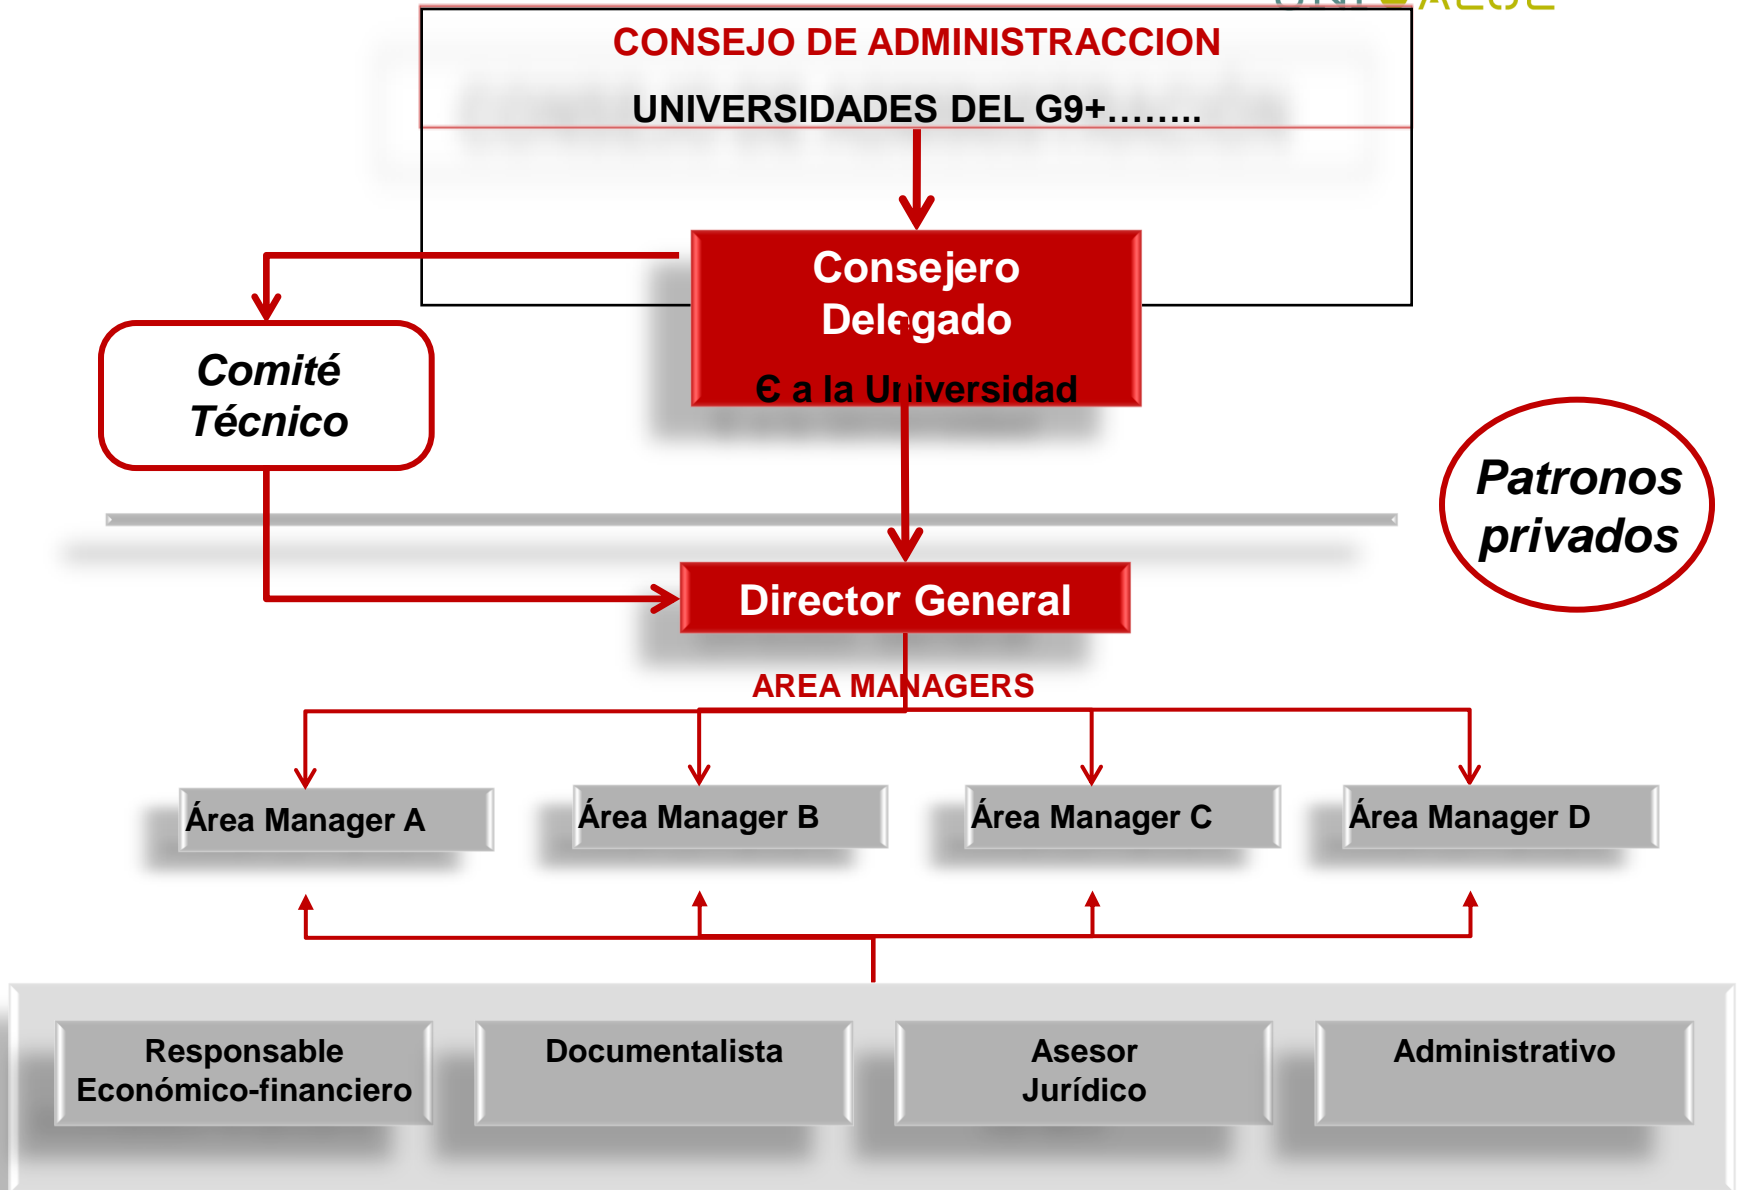 CONSEJO DE ADMINISTRACCION
UNIVERSIDADES DEL G9+........
Consejero
Delegado
Є a la Universidad
Comité
Técnico
Patronos
privados
Director General
AREA MANAGERS
Área Manager A
Área Manager B
Área Manager C
Área Manager D
Responsable
Económico-financiero
Documentalista
Asesor
Jurídico
Administrativo